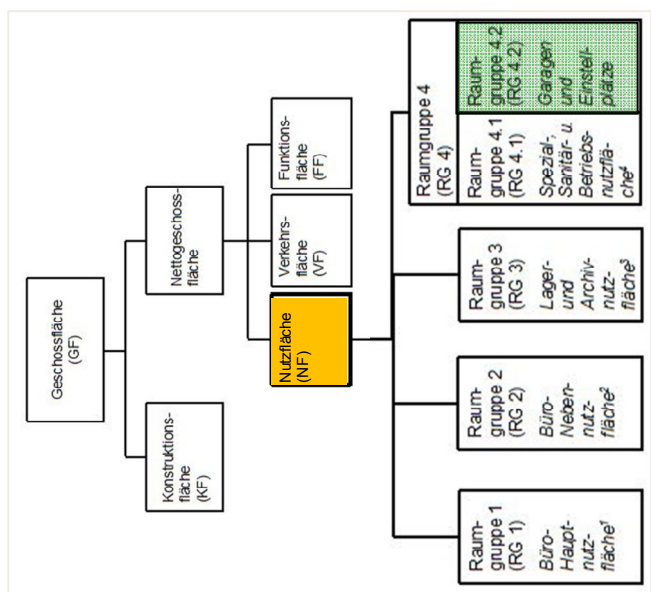 Geschossfläche
(GF)
Konstruktions-
fläche
(KF)
Nettogeschoss-
fläche
Nutzfläche
(NF)
Verkehrs-
fläche
(VF)
Funktions-
fläche
(FF)
Raum-
gruppe 1
(RG 1)
Büro-
Haupt-
nutz-
fläche¹
Raum-
gruppe 2
(RG 2)
Büro-
Neben-
nutz-
fläche²
Raum-
gruppe 3
(RG 3)
Lager-
und
Archiv-
nutz-
fläche³
Raumgruppe 4
(RG 4)
Raum-
gruppe 4.1
(RG 4.1)
Spezial-,
Sanitär- u.
Betriebs-
nutzflä-
che⁴
Raum-
gruppe 4.2
(RG 4.2)
Garagen
und
Einstell-
plätze